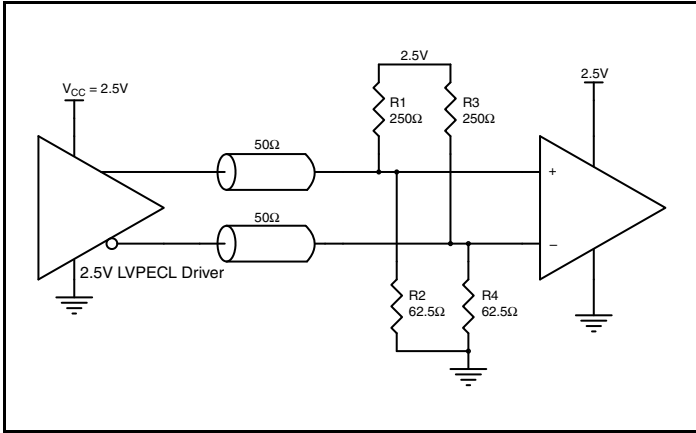 2.5V
V_CC = 2.5V
2.5V
R1
250Ω
R3
250Ω
50Ω
+
50Ω
−
2.5V LVPECL Driver
R2
62.5Ω
R4
62.5Ω